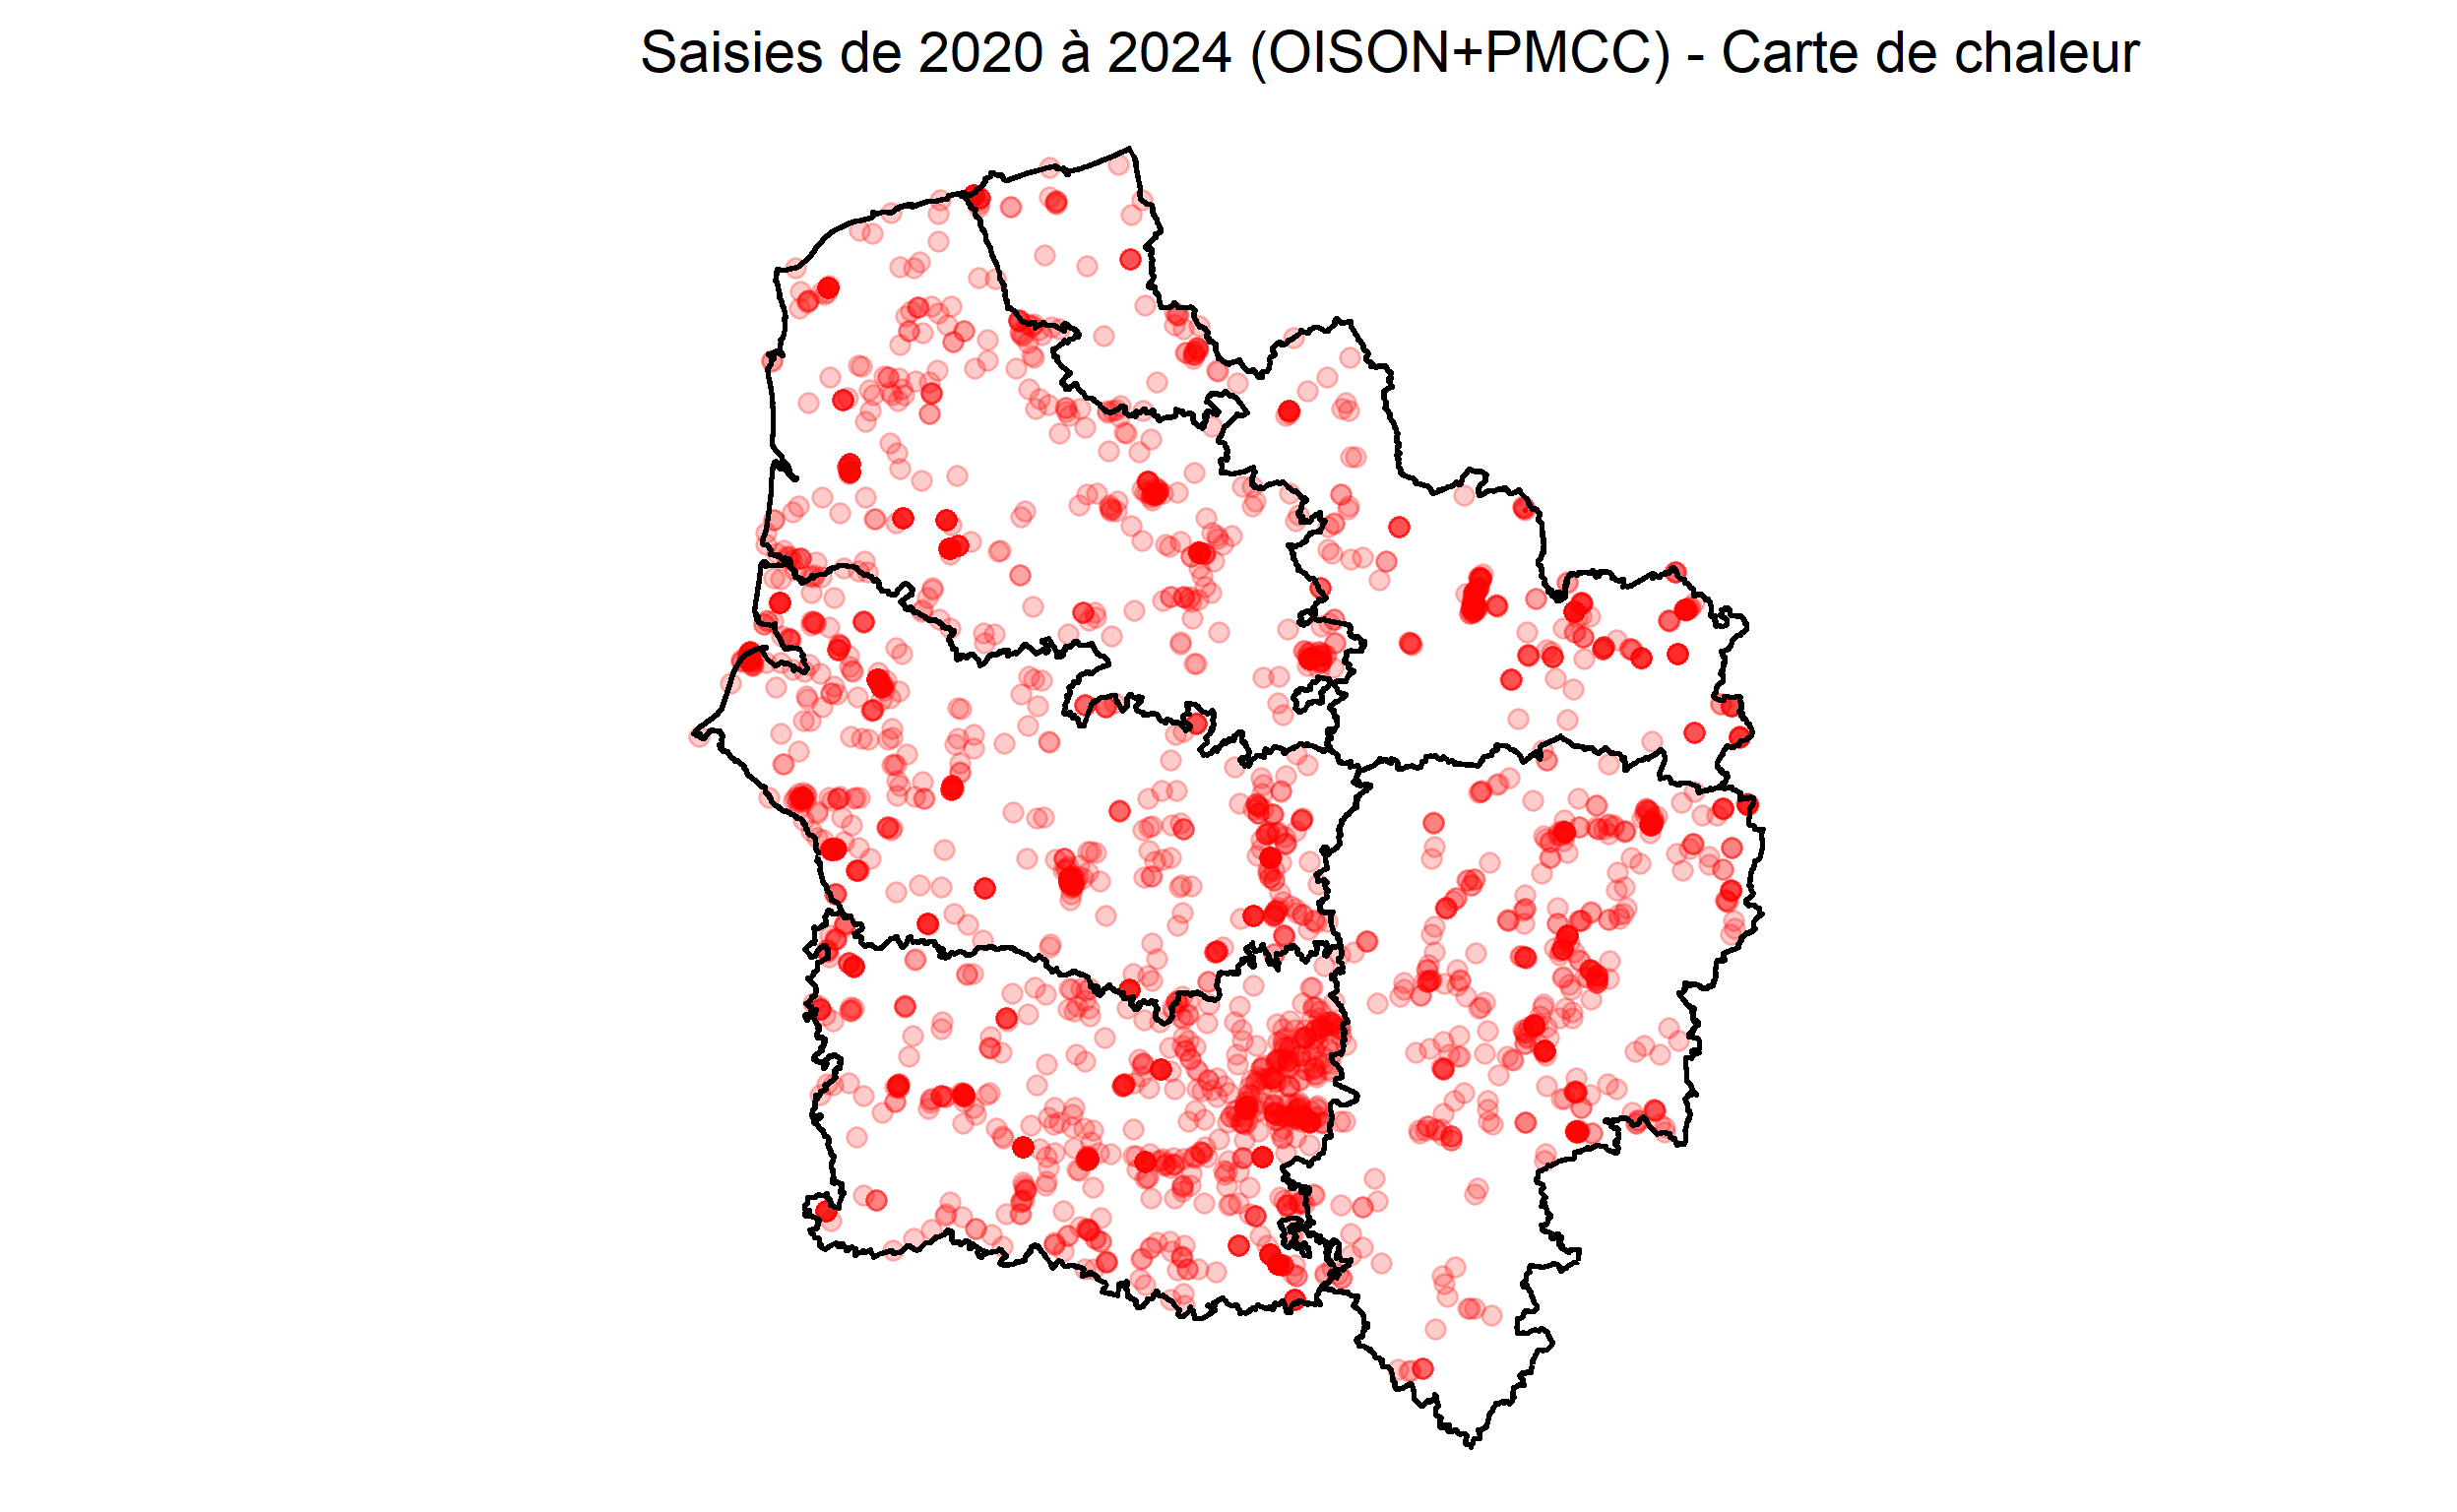 Saisies de 2020 à 2024 (OISON+PMCC) - Carte de chaleur